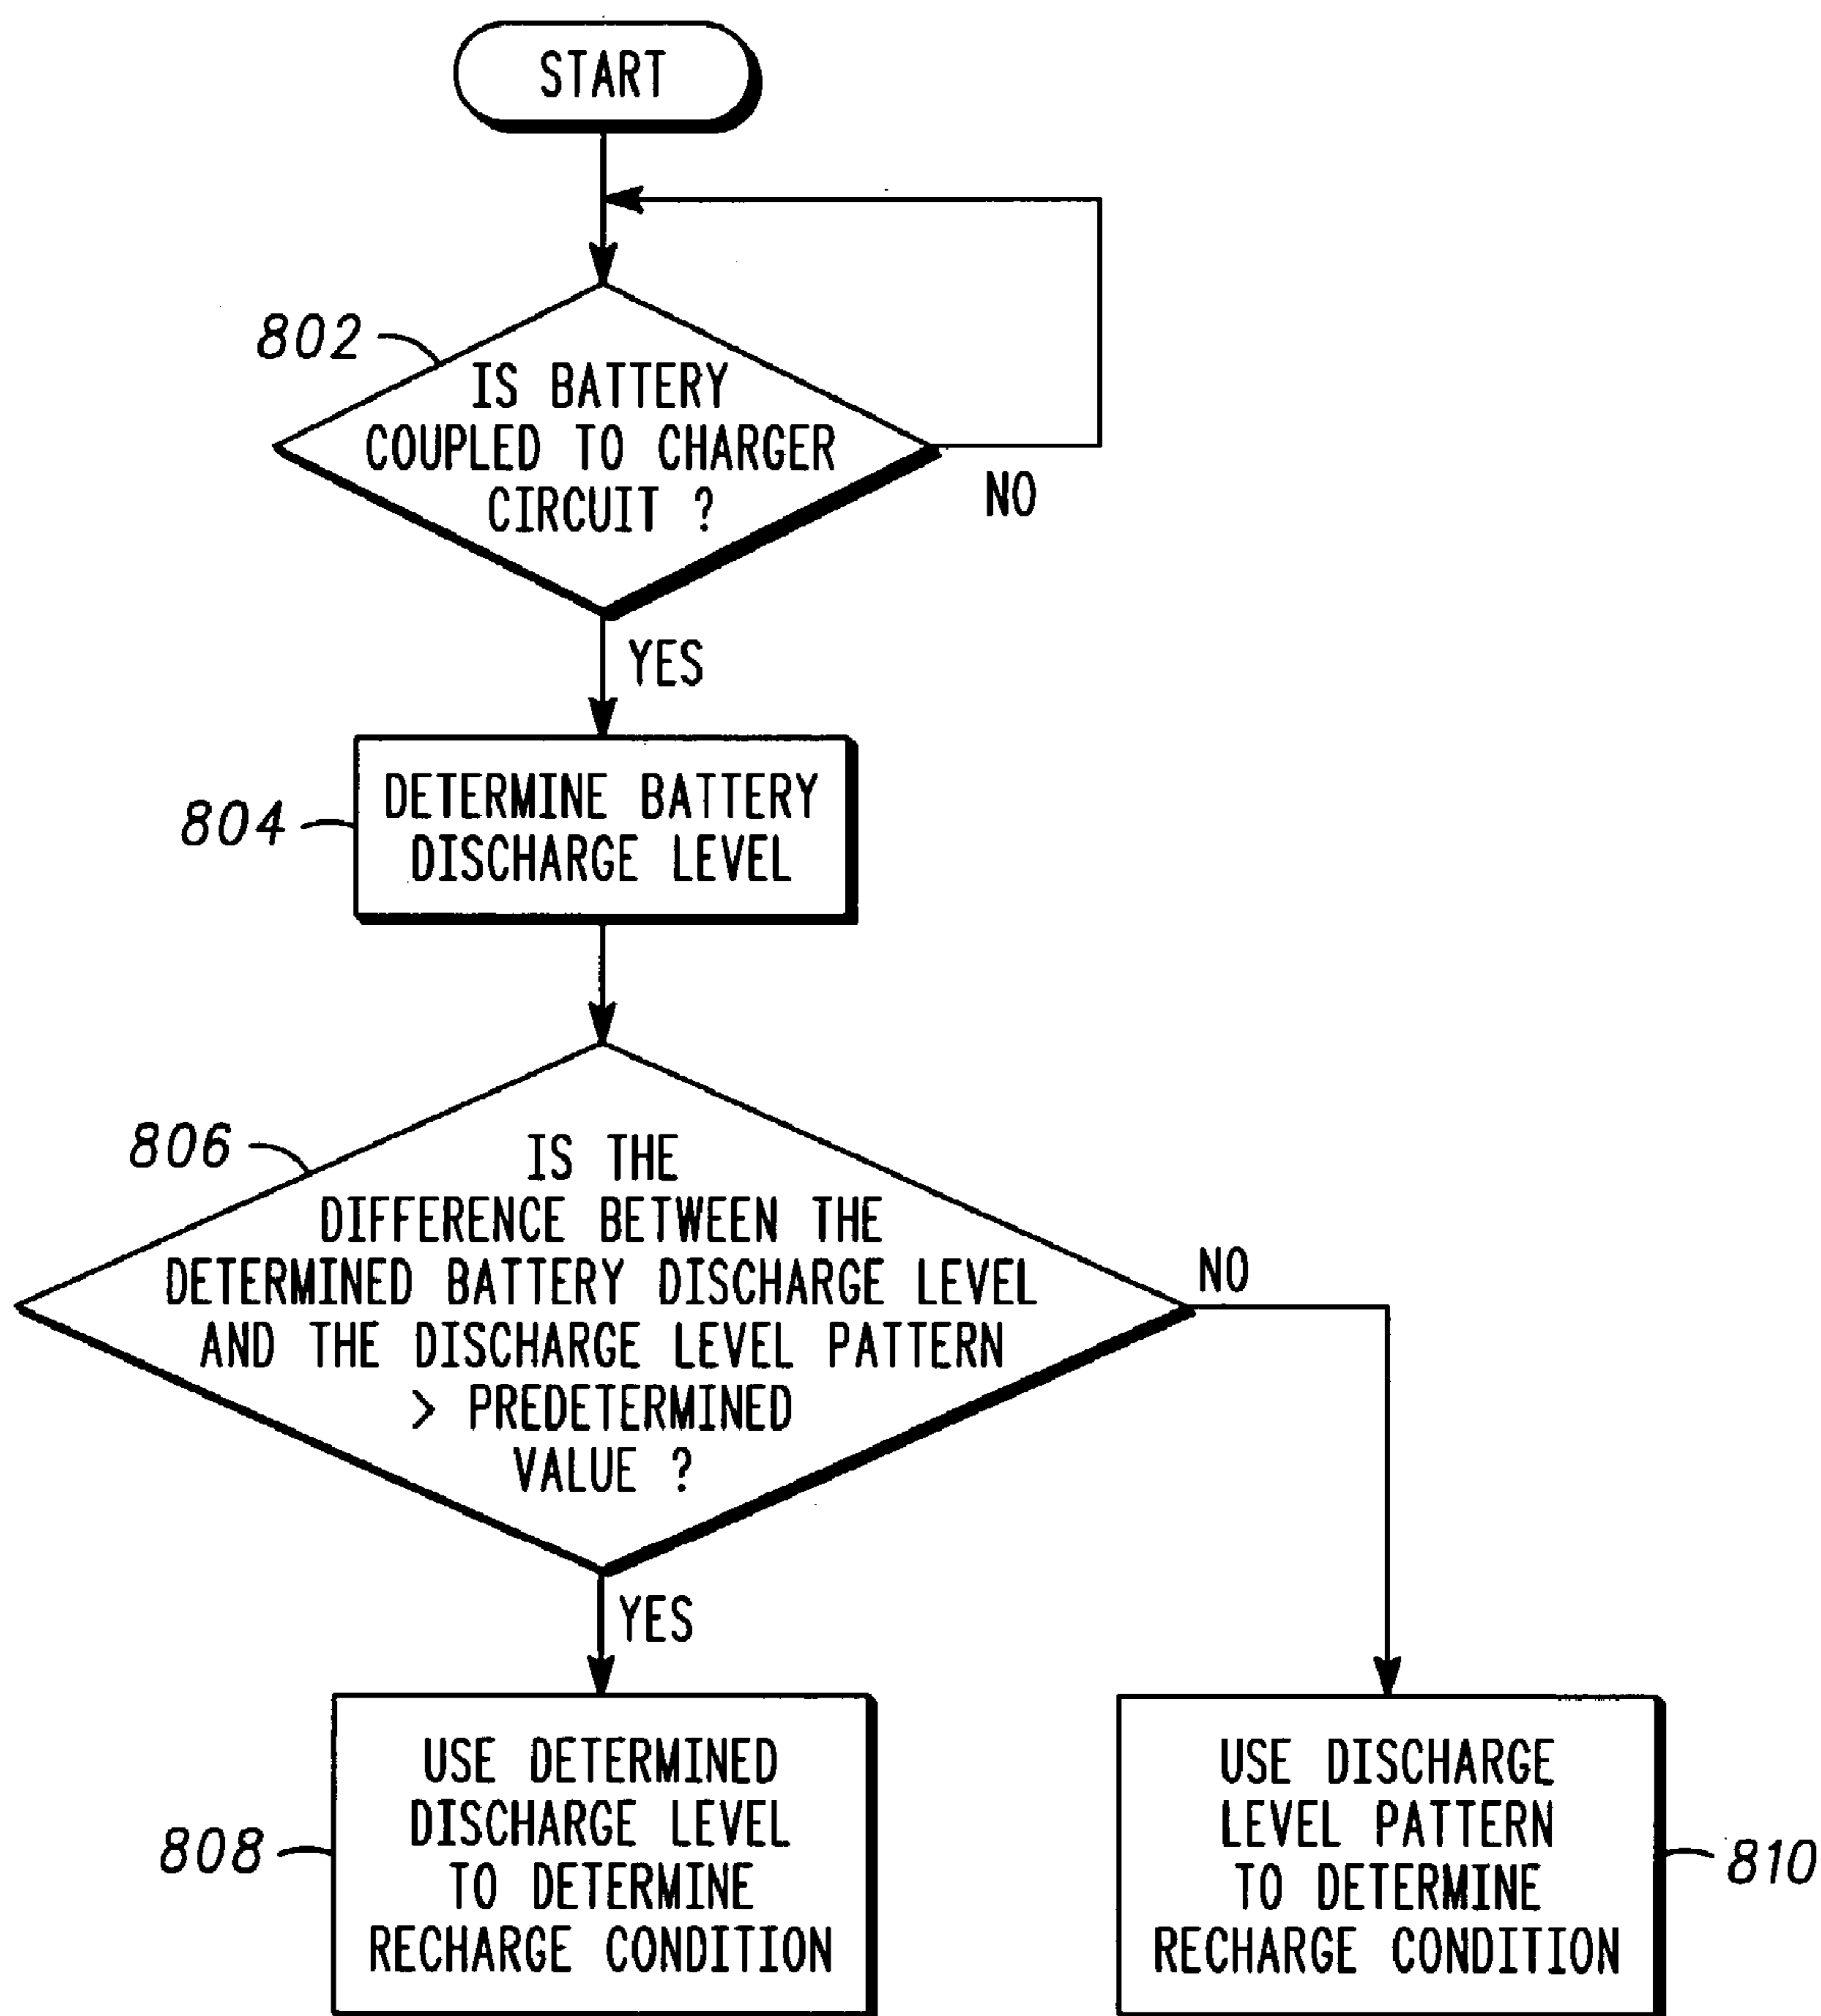 START
802
IS BATTERY
COUPLED TO CHARGER
CIRCUIT ?
NO
YES
804
DETERMINE BATTERY
DISCHARGE LEVEL
806
IS THE
DIFFERENCE BETWEEN THE
DETERMINED BATTERY DISCHARGE LEVEL
AND THE DISCHARGE LEVEL PATTERN
> PREDETERMINED
VALUE ?
NO
YES
808
USE DETERMINED
DISCHARGE LEVEL
TO DETERMINE
RECHARGE CONDITION
USE DISCHARGE
LEVEL PATTERN
TO DETERMINE
RECHARGE CONDITION
810